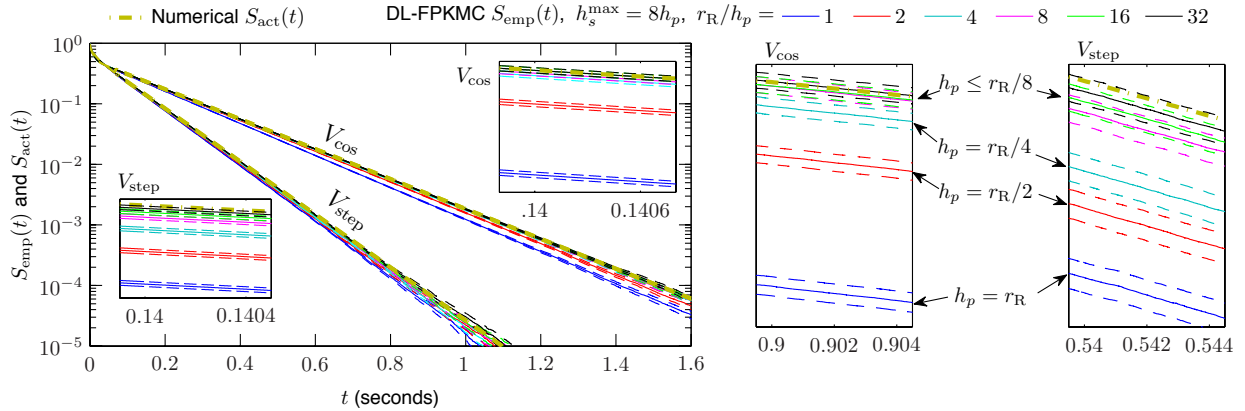 Numerical S_act(t)
DL-FPKMC S_emp(t), h_s^max = 8h_p, r_R/h_p = 1 2 4 8 16 32
S_emp(t) and S_act(t)
10^0
10^-1
10^-2
10^-3
10^-4
10^-5
0 0.2 0.4 0.6 0.8 1 1.2 1.4 1.6
t (seconds)
V_cos
V_step
V_step
0.14 0.1404
V_cos
.14 0.1406
V_cos
0.9 0.902 0.904
h_p ≤ r_R/8
h_p = r_R/4
h_p = r_R/2
h_p = r_R
V_step
0.54 0.542 0.544